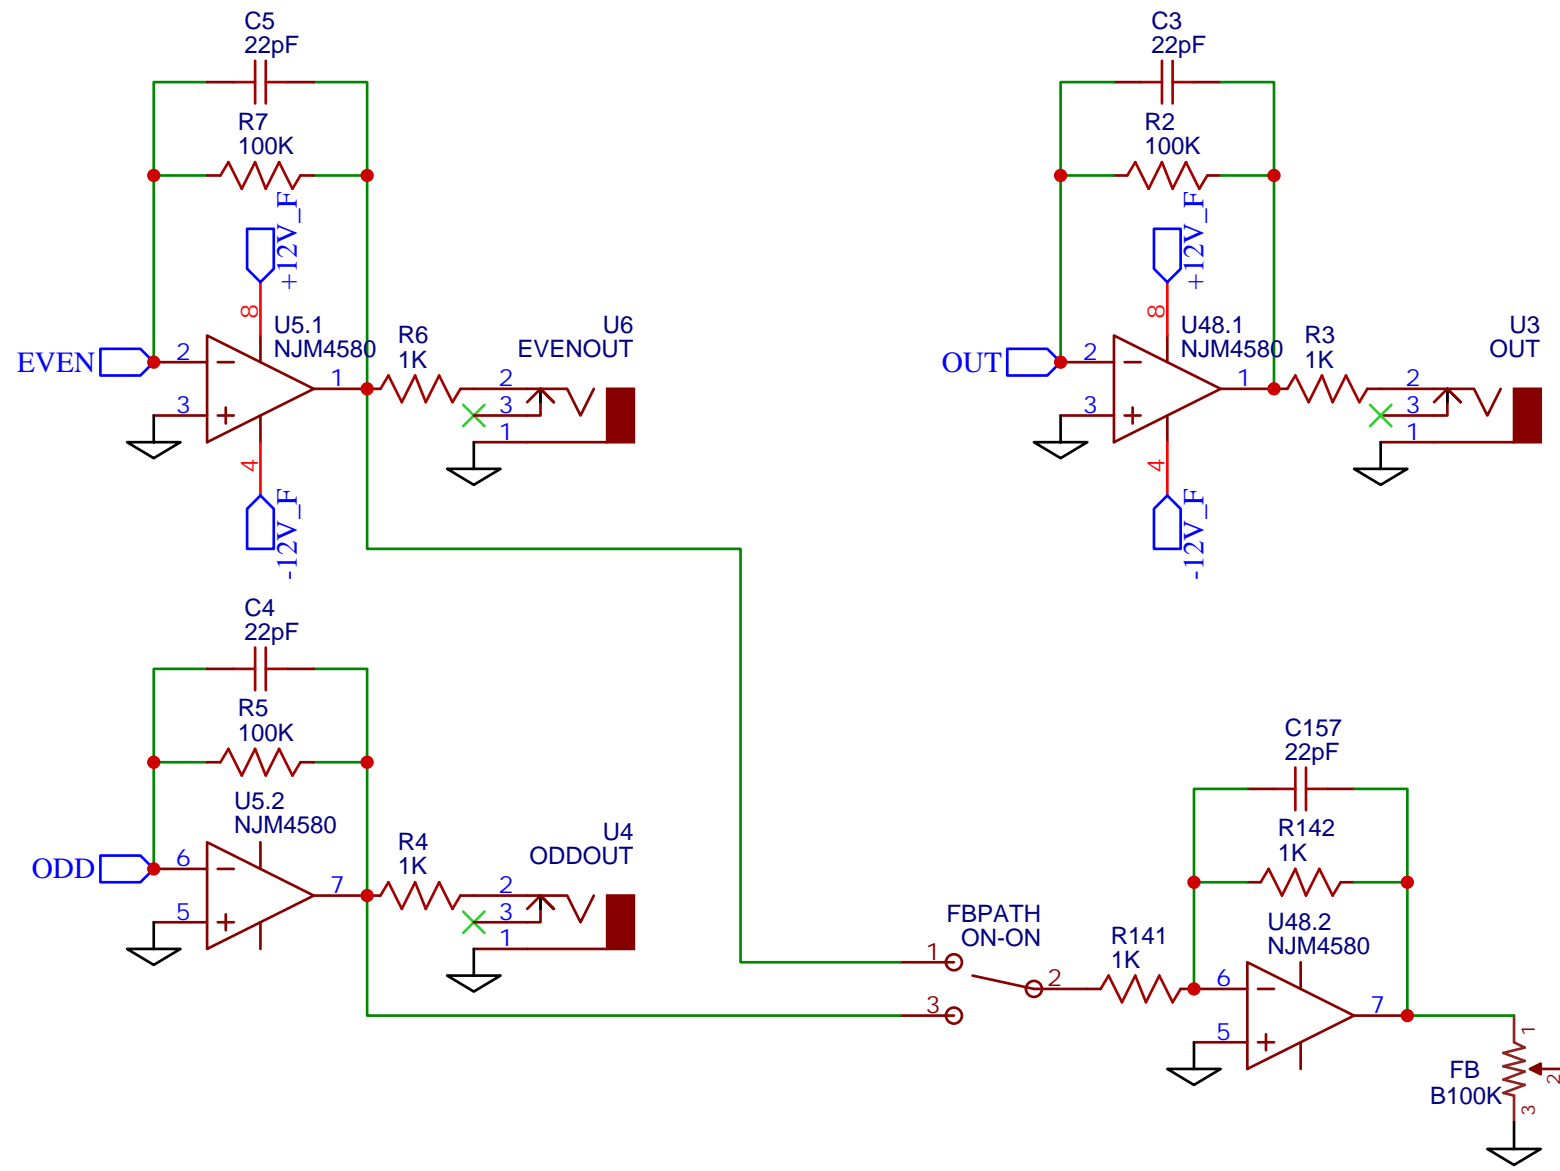 C5
22pF
R7
100K
+12V_F
8
U5.1
NJM4580
EVEN
2
3
1
4
-12V_F
R6
1K
U6
EVENOUT
2
3
1
C3
22pF
R2
100K
+12V_F
8
U48.1
NJM4580
OUT
2
3
1
4
-12V_F
R3
1K
U3
OUT
2
3
1
C4
22pF
R5
100K
U5.2
NJM4580
ODD
6
5
7
R4
1K
U4
ODDOUT
2
3
1
FBPATH
ON-ON
1
2
3
R141
1K
C157
22pF
R142
1K
U48.2
NJM4580
6
5
7
FB
B100K
1
2
3